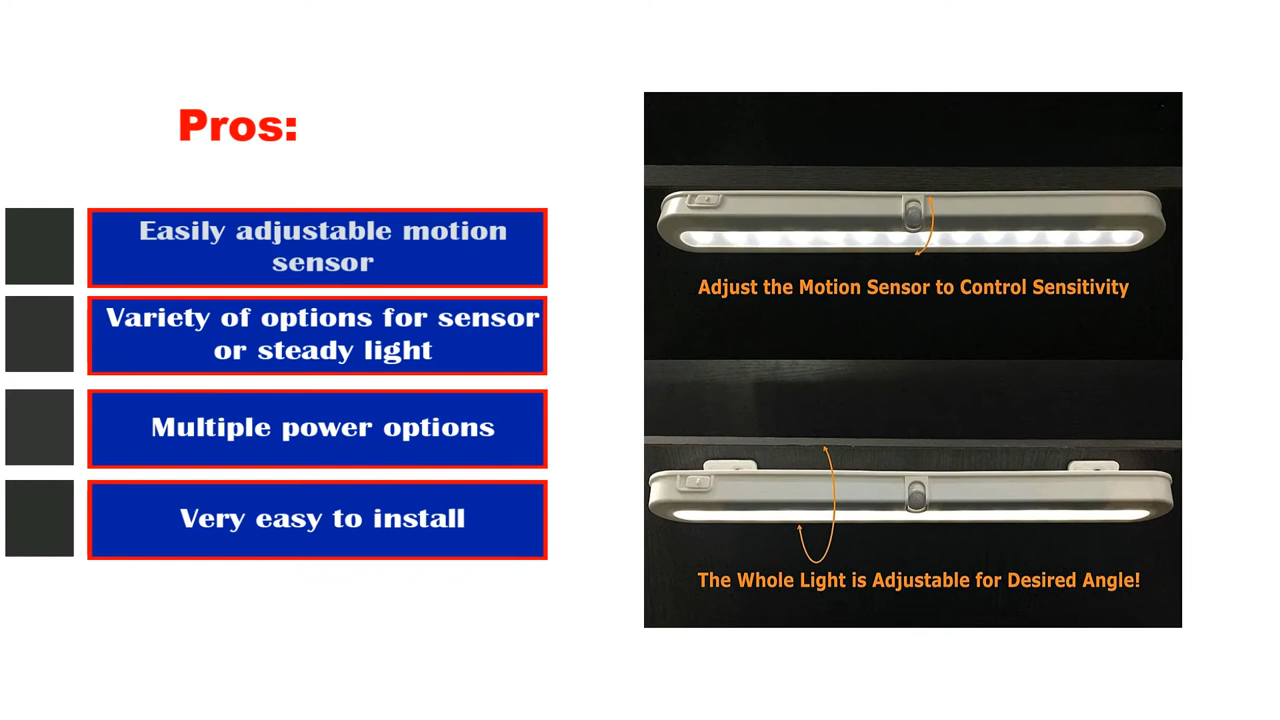 Pros:
Easily adjustable motion
sensor
Variety of options for sensor
or steady light
Multiple power options
Very easy to install
Adjust the Motion Sensor to Control Sensitivity
The Whole Light is Adjustable for Desired Angle!